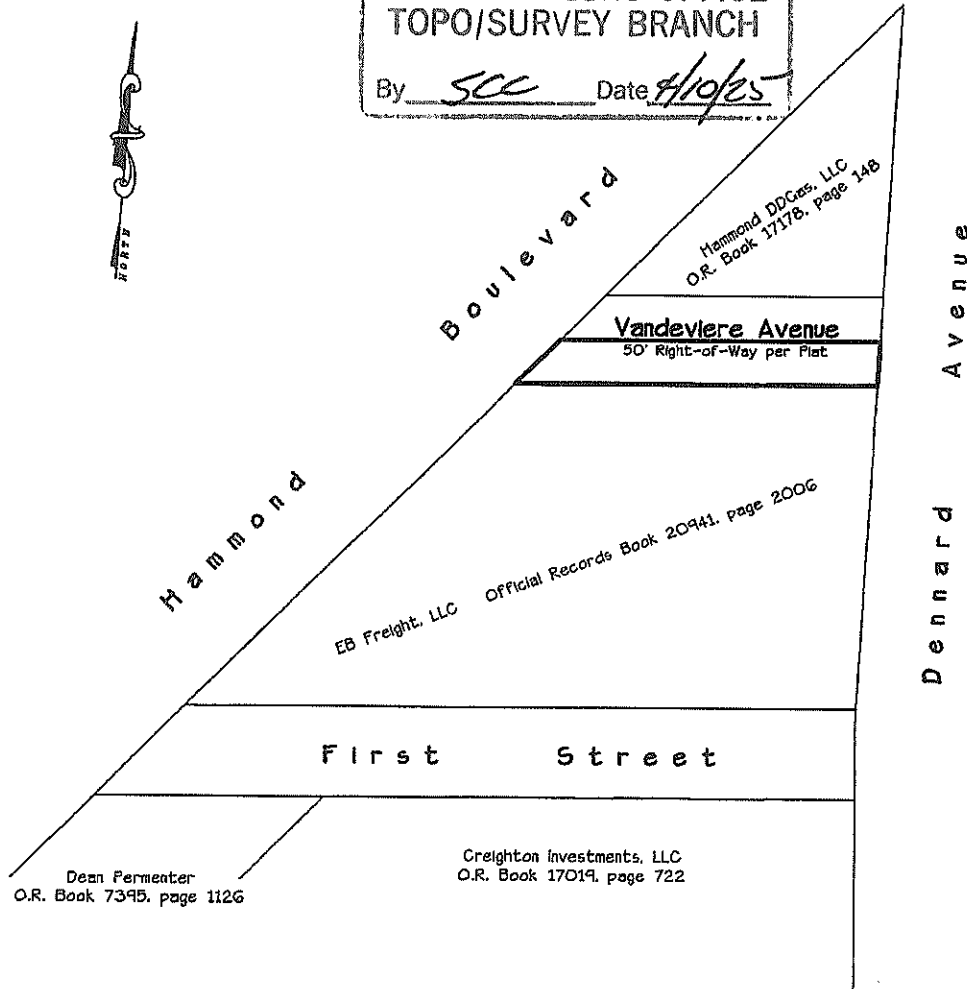 TOPO/SURVEY BRANCH
By SCC Date 4/10/25
NORTH
Hammond Boulevard
Hammond DDGas, LLC
O.R. Book 17178, page 148
Vandeviere Avenue
50' Right-of-Way per Plat
Dennard Avenue
EB Freight, LLC Official Records Book 20941, page 2006
First Street
Dean Permenter
O.R. Book 7395, page 1126
Creighton Investments, LLC
O.R. Book 17019, page 722